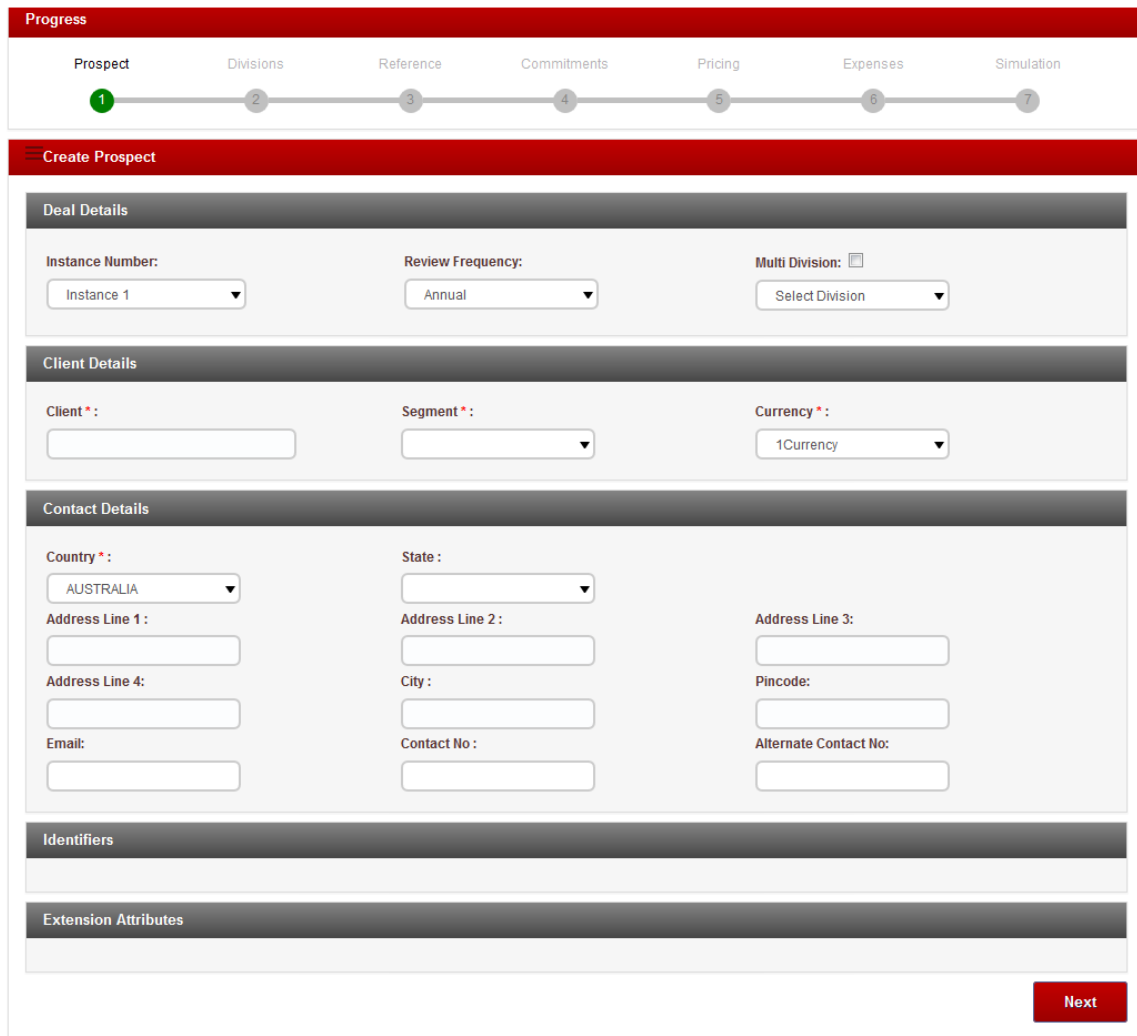 Progress
Prospect Divisions Reference Commitments Pricing Expenses Simulation
1 2 3 4 5 6 7
Create Prospect
Deal Details
Instance Number: Review Frequency: Multi Division:
Instance 1 Annual Select Division
Client Details
Client * : Segment * : Currency * :
1Currency
Contact Details
Country * : State :
AUSTRALIA
Address Line 1 : Address Line 2 : Address Line 3:
Address Line 4: City : Pincode:
Email: Contact No : Alternate Contact No:
Identifiers
Extension Attributes
Next